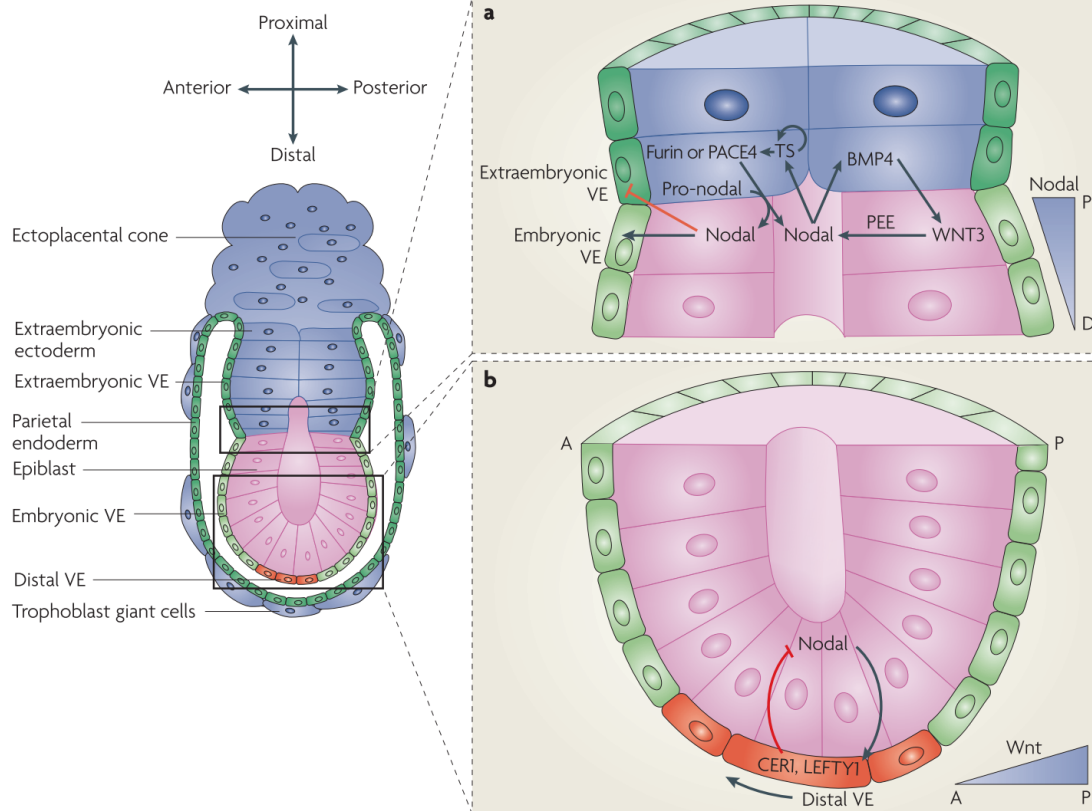 Proximal
Anterior
Posterior
Distal
Ectoplacental cone
Extraembryonic
ectoderm
Extraembryonic VE
Parietal
endoderm
Epiblast
Embryonic VE
Distal VE
Trophoblast giant cells
a
Furin or PACE4
TS
BMP4
Extraembryonic
VE
Pro-nodal
Embryonic
VE
Nodal
Nodal
PEE
WNT3
Nodal
P
D
b
A
P
Nodal
CER1, LEFTY1
Distal VE
Wnt
A
P